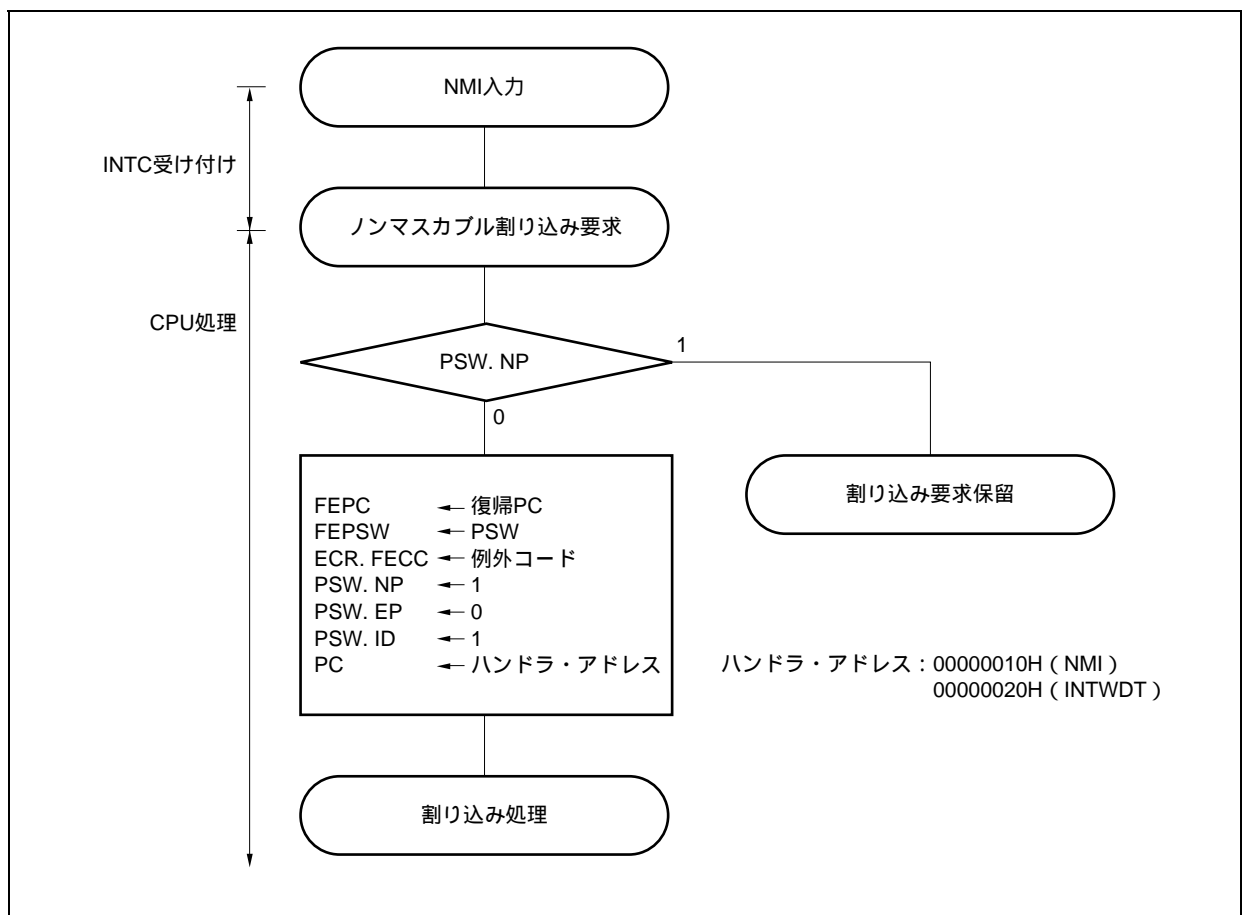 NMI入力
INTC受け付け
ノンマスカブル割り込み要求
CPU処理
PSW. NP
1
0
割り込み要求保留
FEPC ← 復帰PC
FEPSW ← PSW
ECR. FECC ← 例外コード
PSW. NP ← 1
PSW. EP ← 0
PSW. ID ← 1
PC ← ハンドラ・アドレス
ハンドラ・アドレス：00000010H（NMI）
00000020H（INTWDT）
割り込み処理